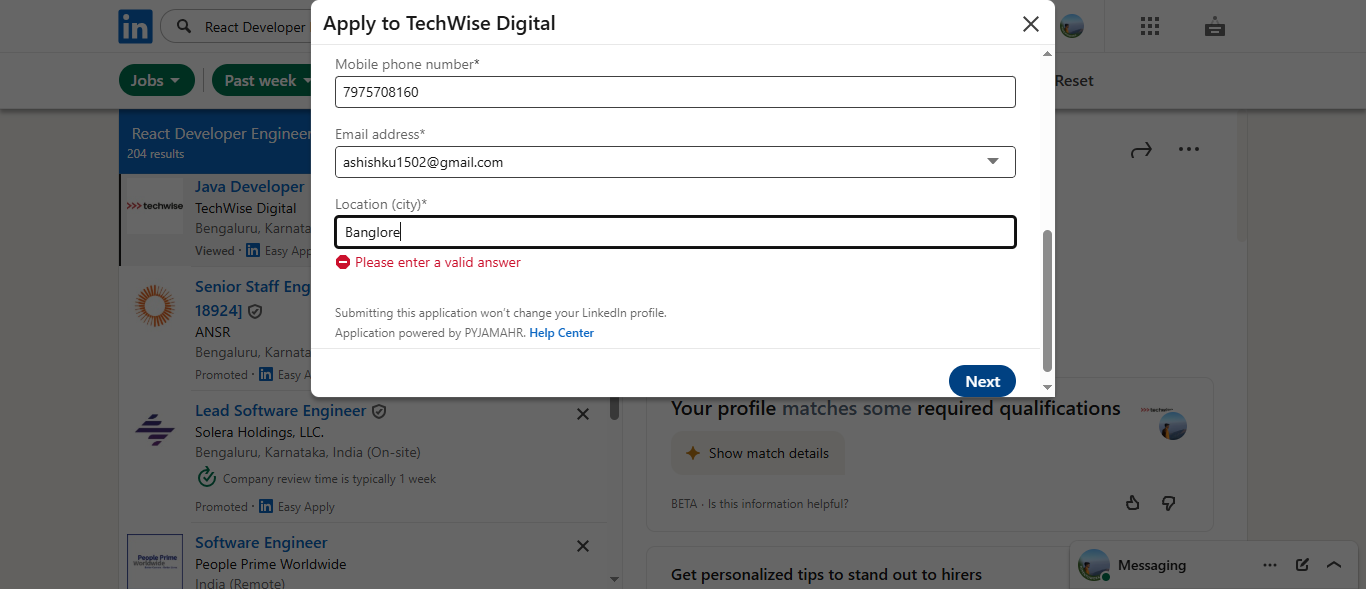 in
React Developer
Apply to TechWise Digital
Jobs
Past week
Reset
Mobile phone number*
7975708160
Email address*
ashishku1502@gmail.com
Location (city)*
Banglore
Please enter a valid answer
Submitting this application won't change your LinkedIn profile.
Application powered by PYJAMAHR. Help Center
Next
React Developer Engineer
204 results
techwise
Java Developer
TechWise Digital
Bengaluru, Karnata
Viewed · in Easy App
Senior Staff Eng
18924]
ANSR
Bengaluru, Karnata
Promoted · in Easy A
Lead Software Engineer
Solera Holdings, LLC.
Bengaluru, Karnataka, India (On-site)
Company review time is typically 1 week
Promoted · in Easy Apply
People Prime
Worldwide
Software Engineer
People Prime Worldwide
India (Remote)
Your profile matches some required qualifications
techwise
Show match details
BETA · Is this information helpful?
Get personalized tips to stand out to hirers
Messaging